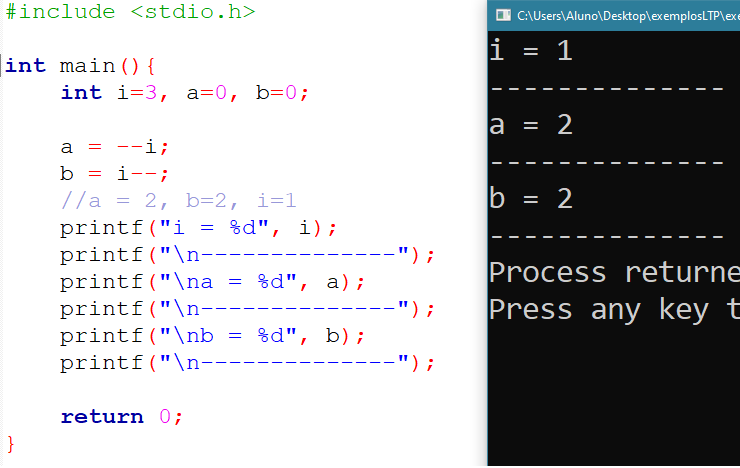 #include <stdio.h>
int main(){
int i=3, a=0, b=0;
a = --i;
b = i--;
//a = 2, b=2, i=1
printf("i = %d", i);
printf("\n--------------");
printf("\na = %d", a);
printf("\n--------------");
printf("\nb = %d", b);
printf("\n--------------");
return 0;
}
C:\Users\Aluno\Desktop\exemplosLTP\exe
i = 1
--------------
a = 2
--------------
b = 2
--------------
Process returne
Press any key t